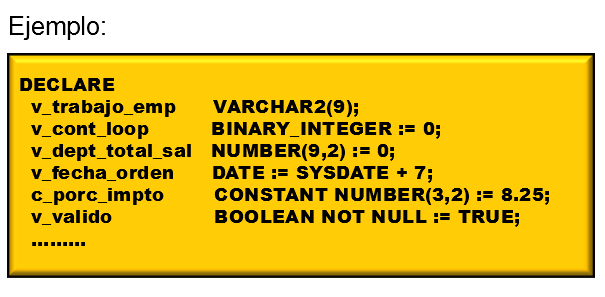 Ejemplo:
DECLARE
v_trabajo_emp VARCHAR2(9);
v_cont_loop BINARY_INTEGER := 0;
v_dept_total_sal NUMBER(9,2) := 0;
v_fecha_orden DATE := SYSDATE + 7;
c_porc_impto CONSTANT NUMBER(3,2) := 8.25;
v_valido BOOLEAN NOT NULL := TRUE;
.........